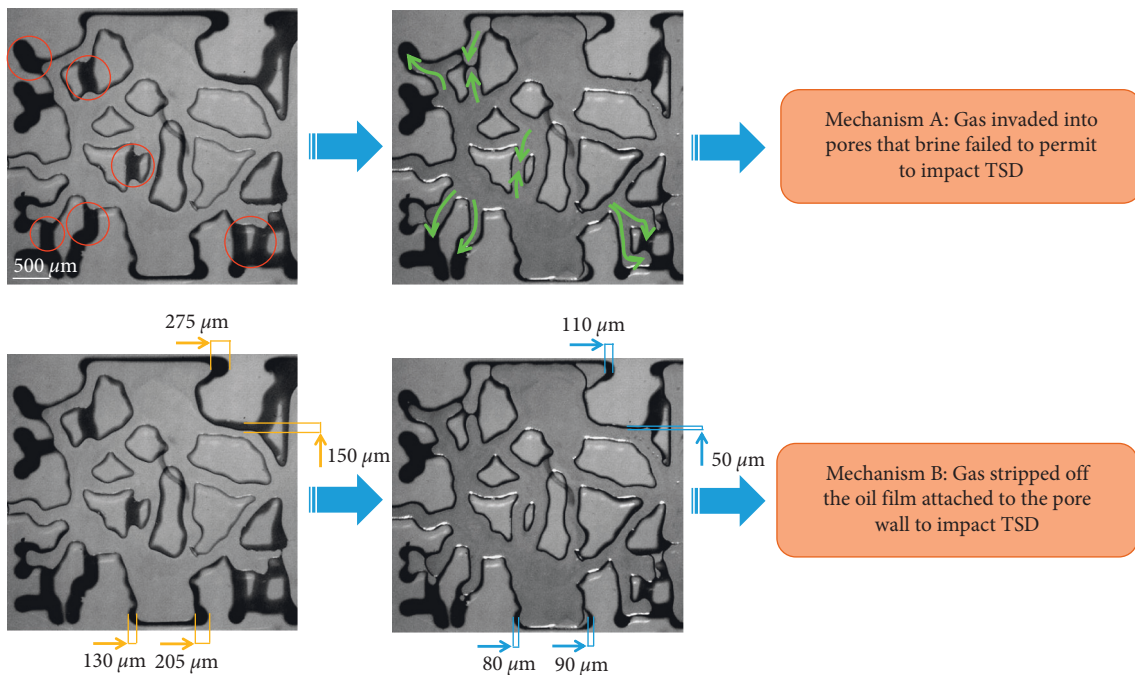 Mechanism A: Gas invaded into
pores that brine failed to permit
to impact TSD
500 µm
275 µm
110 µm
150 µm
50 µm
Mechanism B: Gas stripped off
the oil film attached to the pore
wall to impact TSD
130 µm
205 µm
80 µm
90 µm